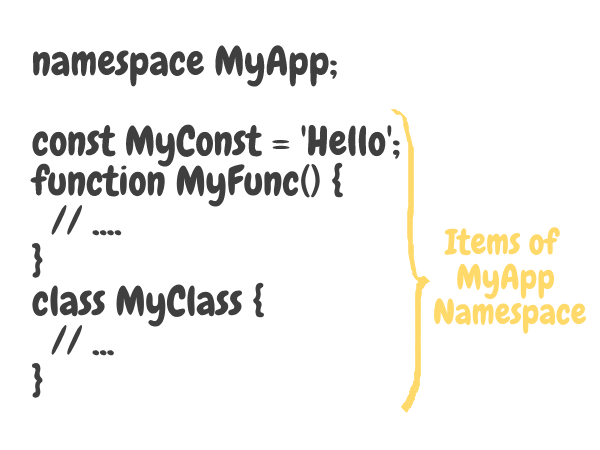 namespace MyApp;
const MyConst = 'Hello';
function MyFunc() {
// ....
}
class MyClass {
// ...
}
Items of
MyApp
Namespace